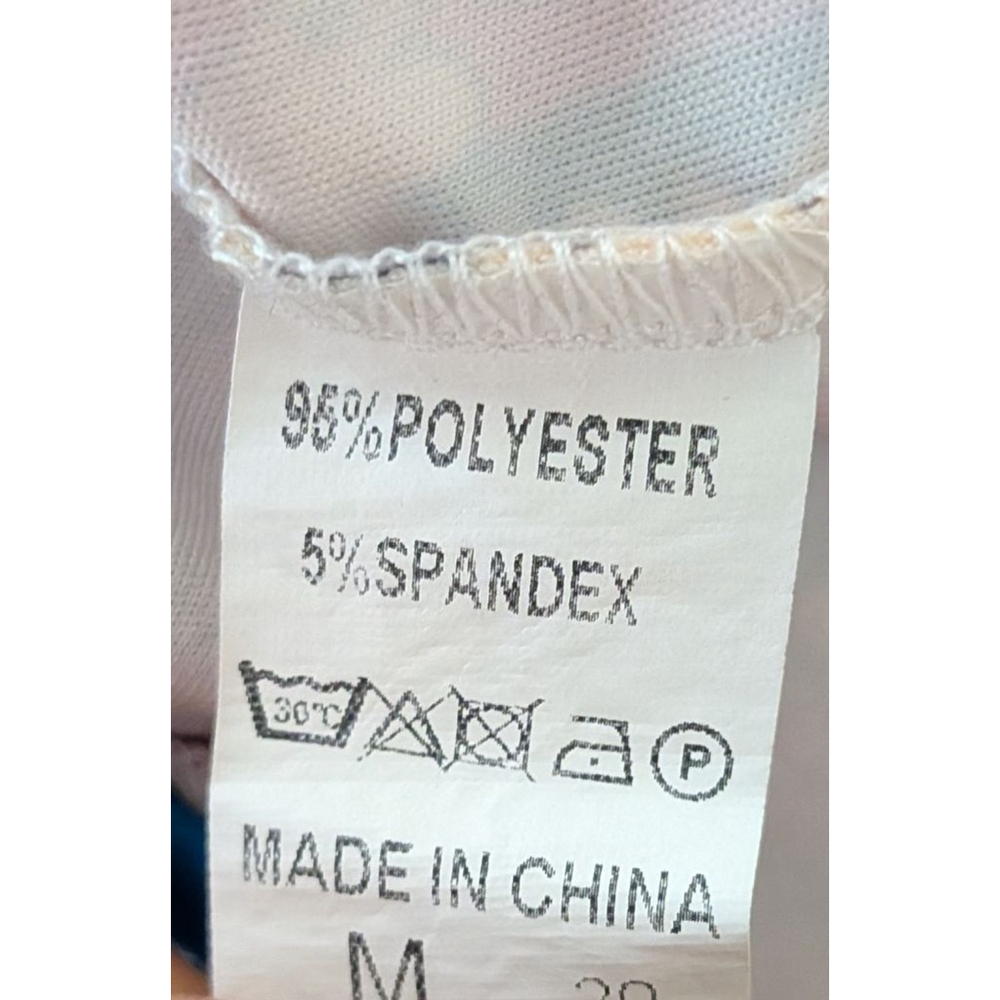 95%POLYESTER
5%SPANDEX
30°C
P
MADE IN CHINA
M